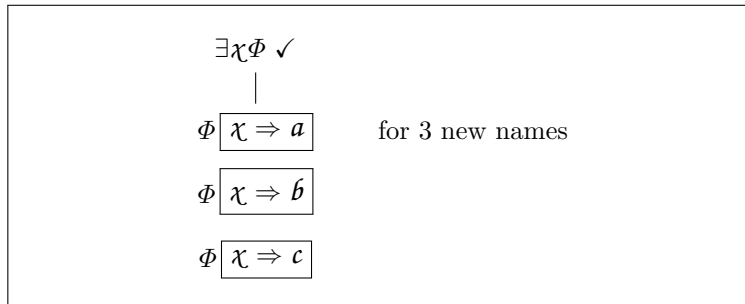 ∃χΦ ✓
Φ χ ⇒ a for 3 new names
Φ χ ⇒ b
Φ χ ⇒ c